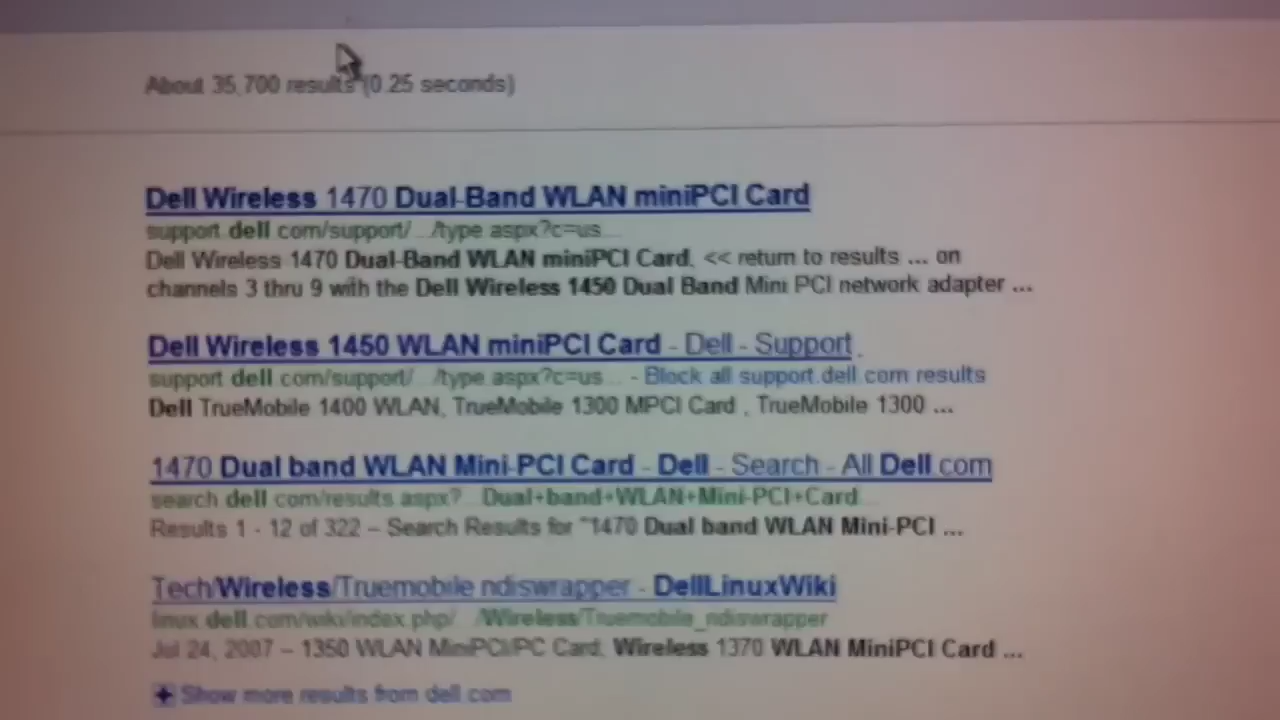 About 35,700 results (0.25 seconds)
Dell Wireless 1470 Dual-Band WLAN miniPCI Card
support.dell.com/support/.../type.aspx?c=us...
Dell Wireless 1470 Dual-Band WLAN miniPCI Card, << return to results ... on
channels 3 thru 9 with the Dell Wireless 1450 Dual Band Mini PCI network adapter ...
Dell Wireless 1450 WLAN miniPCI Card - Dell - Support
support.dell.com/support/.../type.aspx?c=us... - Block all support.dell.com results
Dell TrueMobile 1400 WLAN, TrueMobile 1300 MPCI Card , TrueMobile 1300 ...
1470 Dual band WLAN Mini-PCI Card - Dell - Search - All Dell.com
search.dell.com/results.aspx?...Dual+band+WLAN+Mini-PCI+Card...
Results 1 - 12 of 322 – Search Results for "1470 Dual band WLAN Mini-PCI ...
Tech/Wireless/Truemobile ndiswrapper - DellLinuxWiki
linux.dell.com/wiki/index.php/.../Wireless/Truemobile_ndiswrapper
Jul 24, 2007 – 1350 WLAN MiniPCI/PC Card, Wireless 1370 WLAN MiniPCI Card ...
Show more results from dell.com